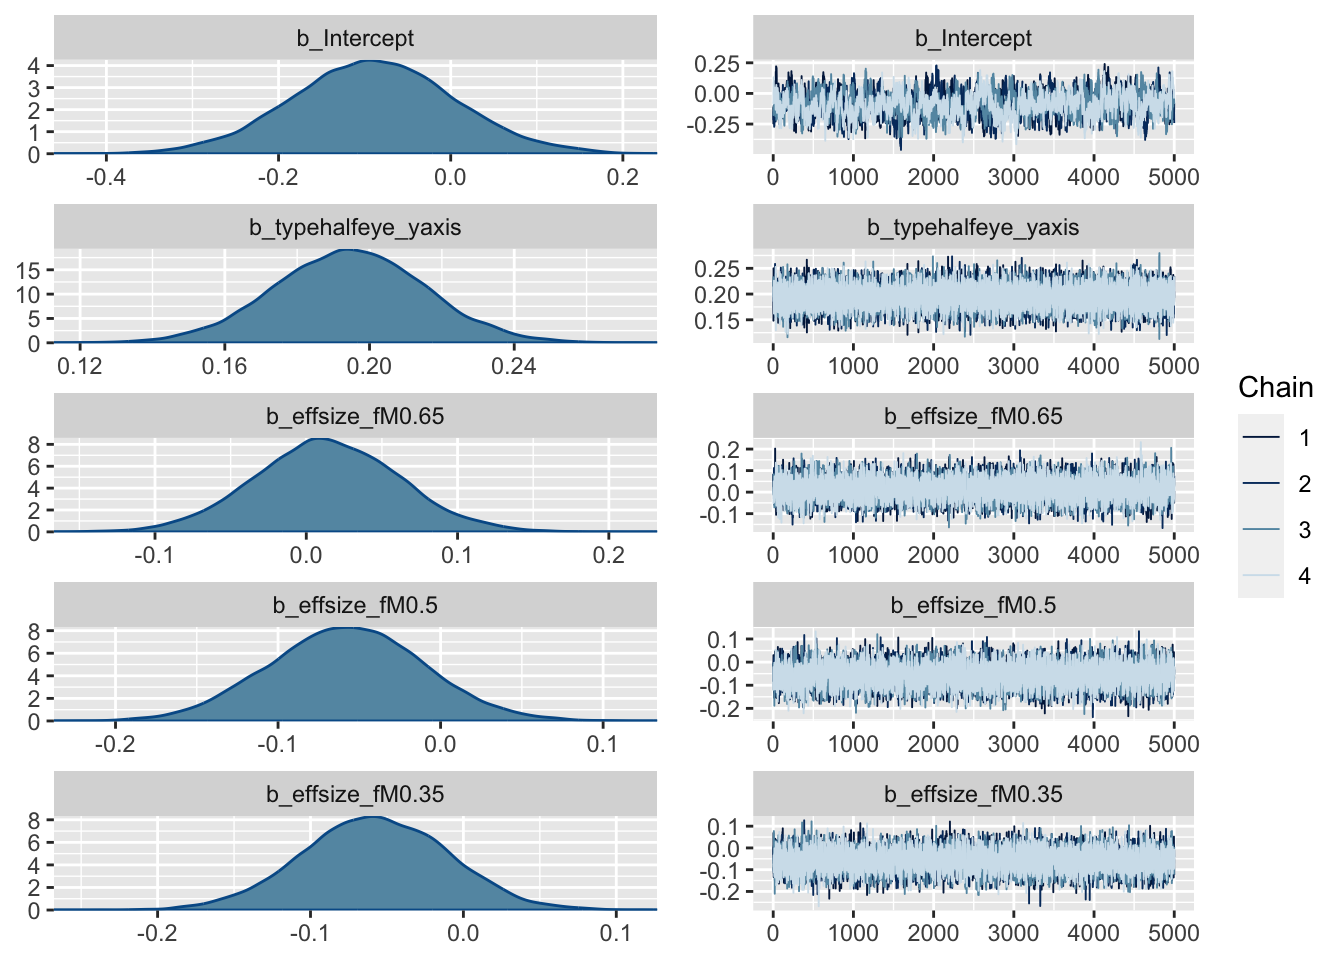 b_Intercept
4
3
2
1
0
-0.4 -0.2 0.0 0.2
b_Intercept
0.25
0.00
-0.25
0 1000 2000 3000 4000 5000
b_typehalfeye_yaxis
15
10
5
0
0.12 0.16 0.20 0.24
b_typehalfeye_yaxis
0.25
0.20
0.15
0 1000 2000 3000 4000 5000
b_effsize_fM0.65
8
6
4
2
0
-0.1 0.0 0.1 0.2
b_effsize_fM0.65
0.2
0.1
0.0
-0.1
0 1000 2000 3000 4000 5000
b_effsize_fM0.5
8
6
4
2
0
-0.2 -0.1 0.0 0.1
b_effsize_fM0.5
0.1
0.0
-0.1
-0.2
0 1000 2000 3000 4000 5000
b_effsize_fM0.35
8
6
4
2
0
-0.2 -0.1 0.0 0.1
b_effsize_fM0.35
0.1
0.0
-0.1
-0.2
0 1000 2000 3000 4000 5000
Chain
1
2
3
4